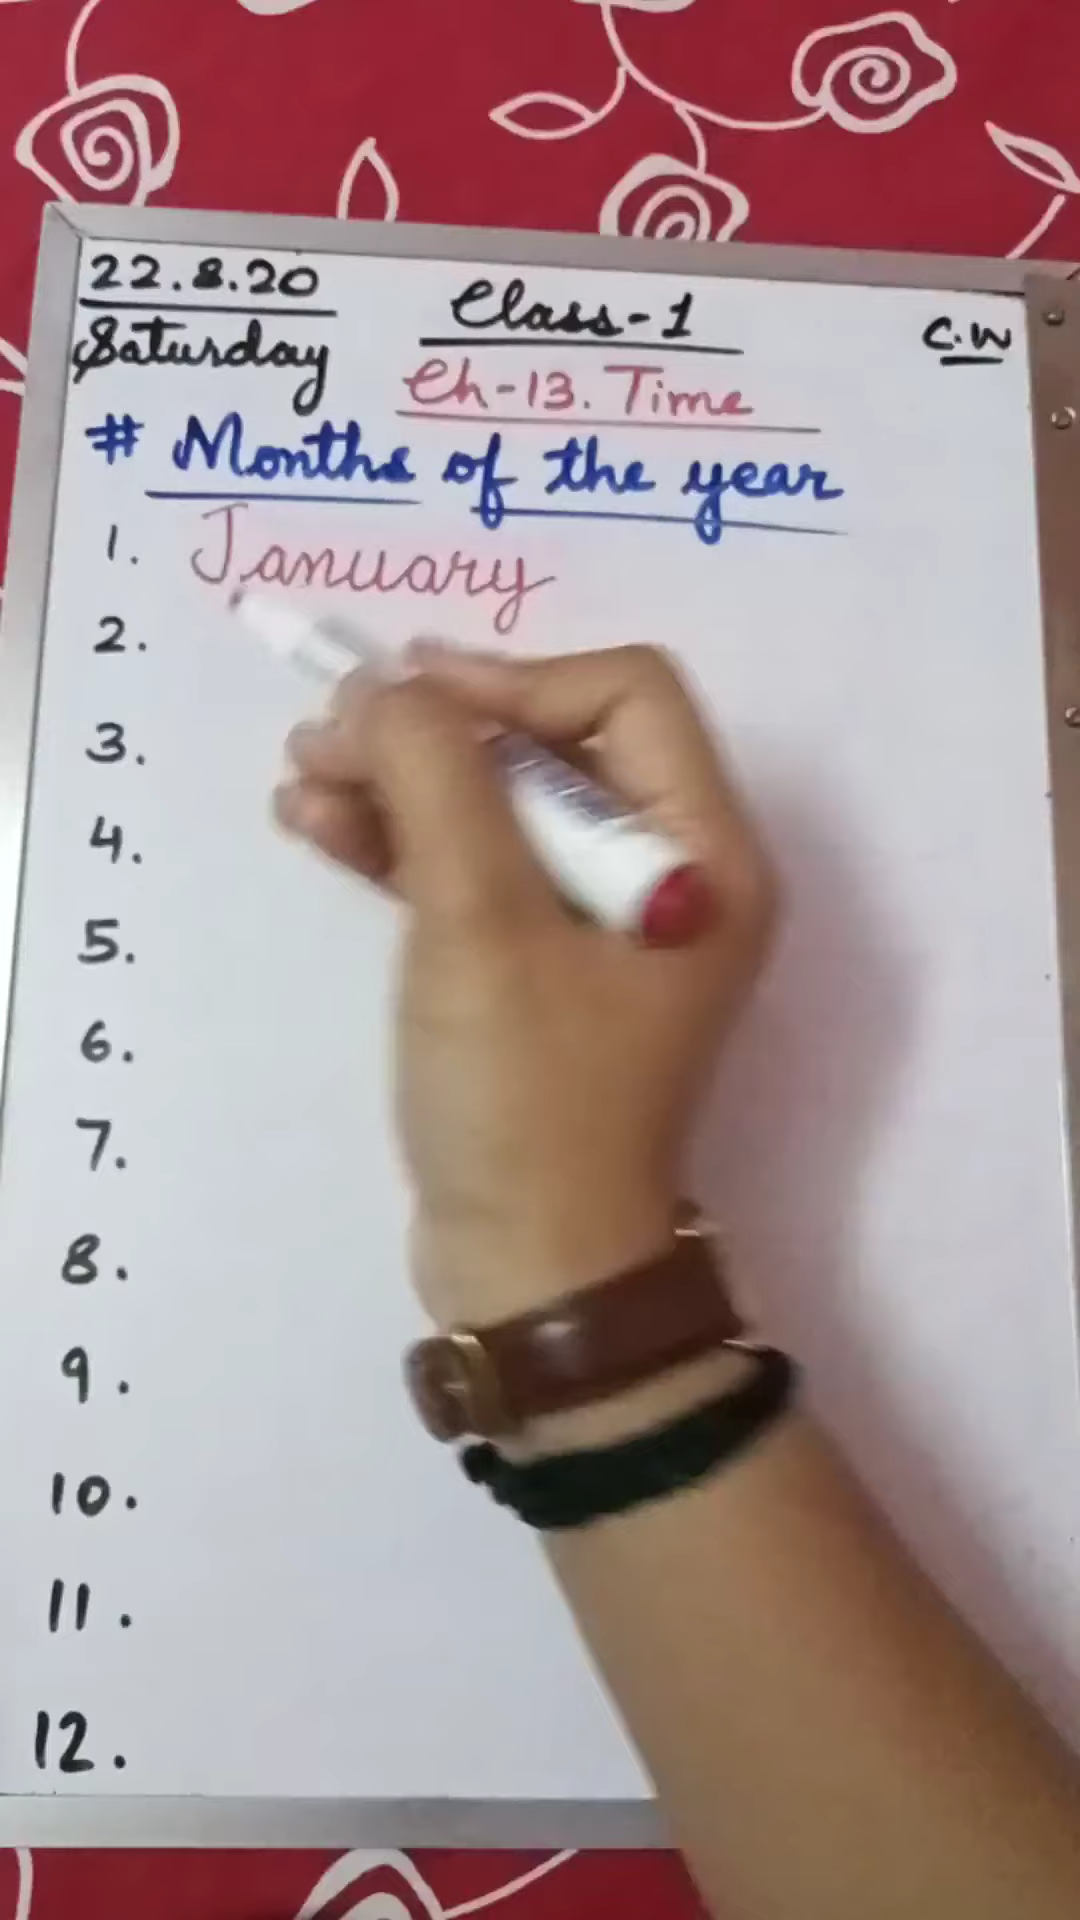 22.8.20 Class-1 C.W
Saturday Ch-13. Time
# Months of the year
1. January
2.
3.
4.
5.
6.
7.
8.
9.
10.
11.
12.